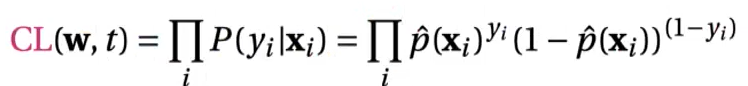 CL(w, t) = ∏_i P(y_i|x_i) = ∏_i p̂(x_i)^{y_i}(1 − p̂(x_i))^{(1−y_i)}